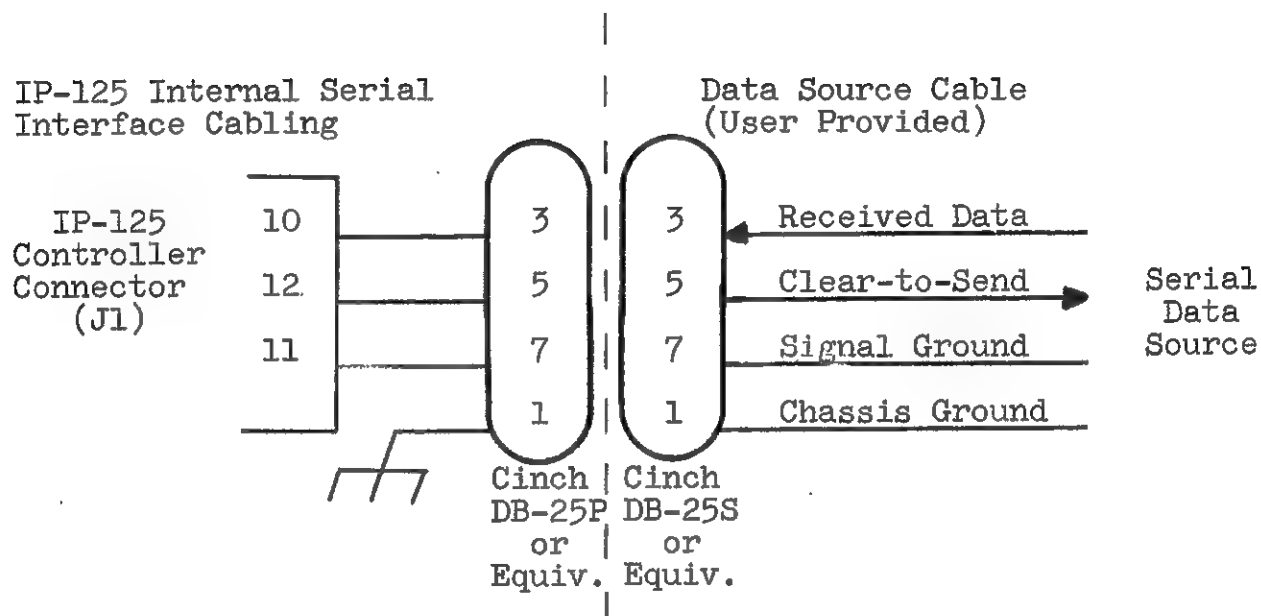 IP-125 Internal Serial
Interface Cabling
Data Source Cable
(User Provided)
IP-125
Controller
Connector
(J1)
10
12
11
3
5
7
1
3
5
7
1
Received Data
Clear-to-Send
Signal Ground
Chassis Ground
Serial
Data
Source
Cinch
DB-25P
or
Equiv.
Cinch
DB-25S
or
Equiv.